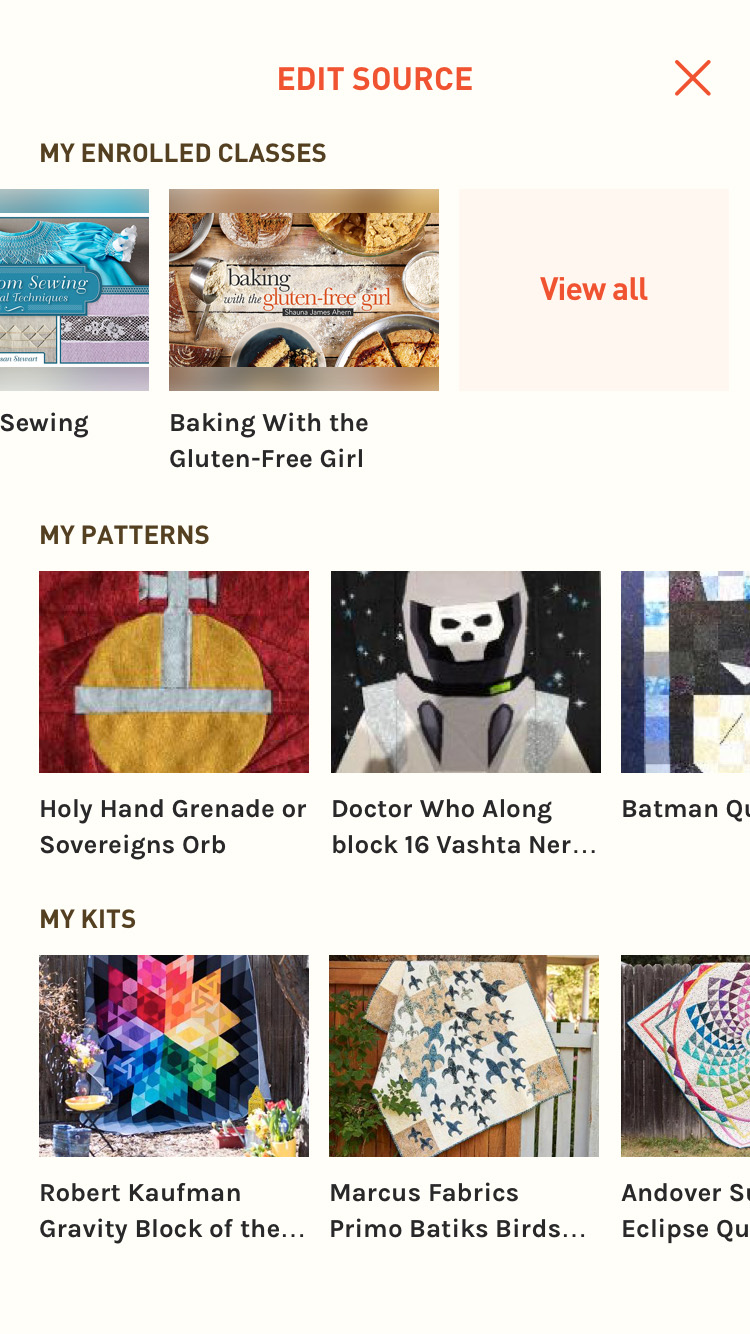 EDIT SOURCE
MY ENROLLED CLASSES
om Sewing
al Techniques
san Stewart
baking
with the gluten-free girl
Shauna James Ahern
View all
Sewing
Baking With the
Gluten-Free Girl
MY PATTERNS
Holy Hand Grenade or
Sovereigns Orb
Doctor Who Along
block 16 Vashta Ner...
Batman Qu
MY KITS
Robert Kaufman
Gravity Block of the...
Marcus Fabrics
Primo Batiks Birds...
Andover Su
Eclipse Qu